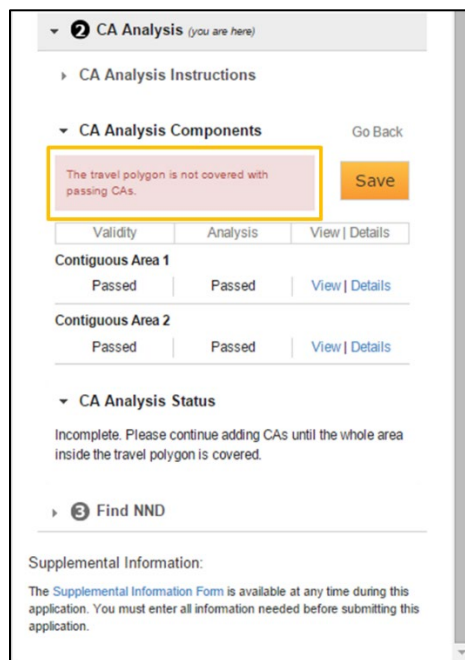 2 CA Analysis (you are here)
CA Analysis Instructions
CA Analysis Components Go Back
The travel polygon is not covered with
passing CAs.
Save
Validity Analysis View | Details
Contiguous Area 1
Passed Passed View | Details
Contiguous Area 2
Passed Passed View | Details
CA Analysis Status
Incomplete. Please continue adding CAs until the whole area
inside the travel polygon is covered.
3 Find NND
Supplemental Information:
The Supplemental Information Form is available at any time during this
application. You must enter all information needed before submitting this
application.